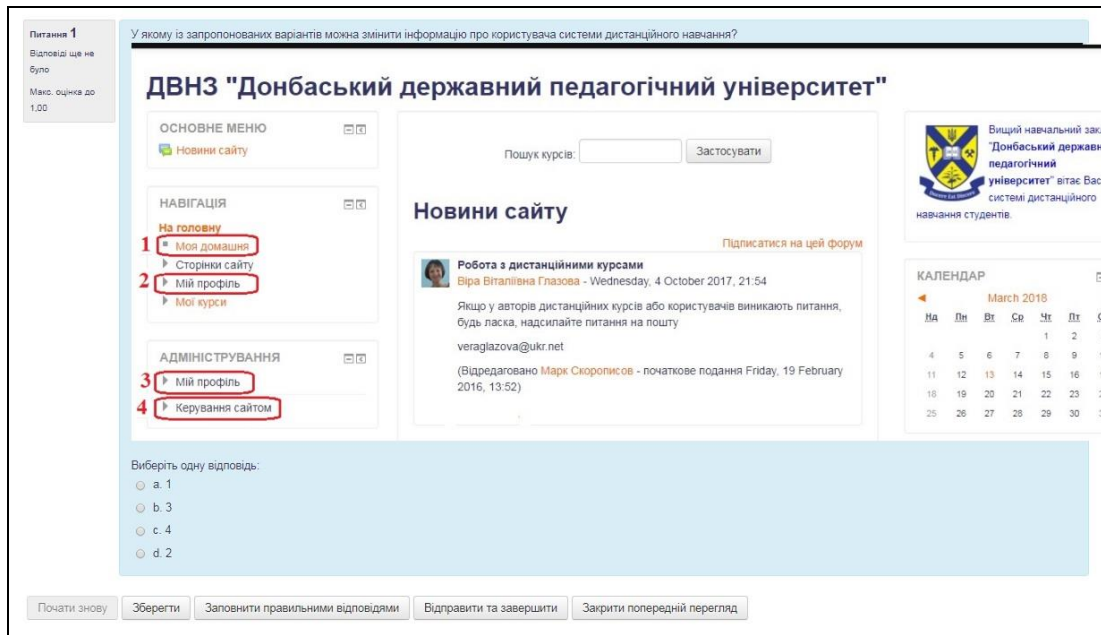 Питання 1
Відповіді ще не
було
Макс. оцінка до
1,00
У якому із запропонованих варіантів можна змінити інформацію про користувача системи дистанційного навчання?
ДВНЗ "Донбаський державний педагогічний університет"
ОСНОВНЕ МЕНЮ
Новини сайту
НАВІГАЦІЯ
На головну
1 Моя домашня
Сторінки сайту
2 Мій профіль
Мої курси
АДМІНІСТРУВАННЯ
3 Мій профіль
4 Керування сайтом
Пошук курсів: Застосувати
Новини сайту
Підписатися на цей форум
Робота з дистанційними курсами
Віра Віталіївна Глазова - Wednesday, 4 October 2017, 21:54
Якщо у авторів дистанційних курсів або користувачів виникають питання,
будь ласка, надсилайте питання на пошту
veraglazova@ukr.net
(Відредаговано Марк Скорописов - початкове подання Friday, 19 February
2016, 13:52)
Вищий навчальний зак
"Донбаський держав
педагогічний
університет" вітає Вас
системі дистанційного
навчання студентів.
КАЛЕНДАР
March 2018
Нд Пн Вт Ср Чт Пт
1 2
4 5 6 7 8 9
11 12 13 14 15 16
18 19 20 21 22 23
25 26 27 28 29 30
Виберіть одну відповідь:
a. 1
b. 3
c. 4
d. 2
Почати знову Зберегти Заповнити правильними відповідями Відправити та завершити Закрити попередній перегляд